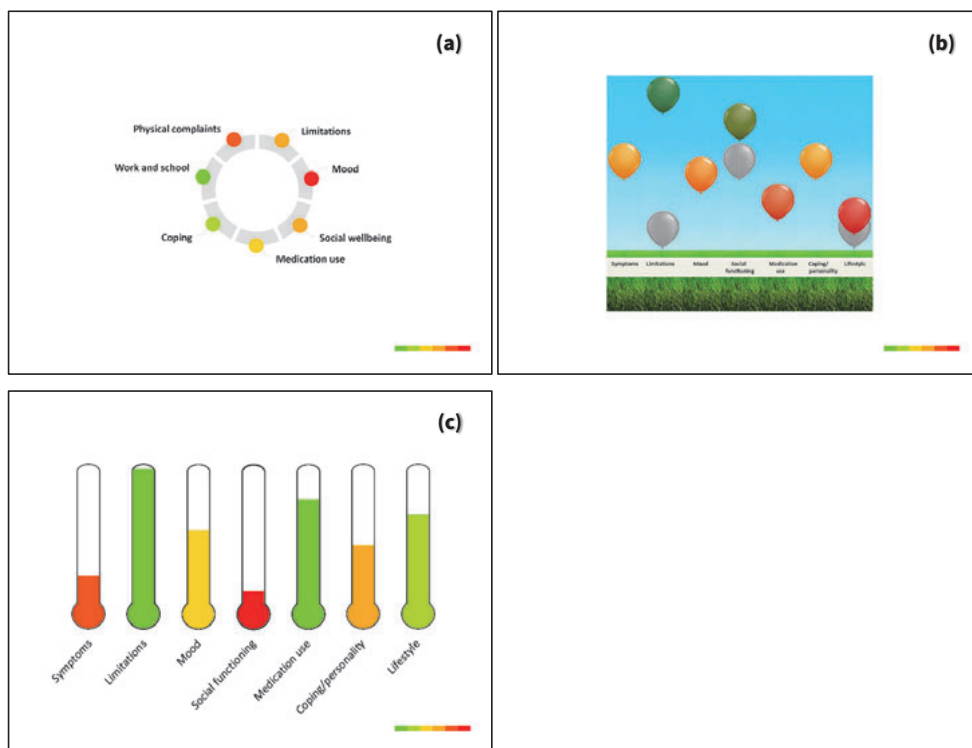 (a)
Physical complaints
Limitations
Work and school
Mood
Coping
Social wellbeing
Medication use
(b)
Symptoms
Limitations
Mood
Social
functioning
Medication
use
Coping/
personality
Lifestyle
(c)
Symptoms
Limitations
Mood
Social functioning
Medication use
Coping/personality
Lifestyle